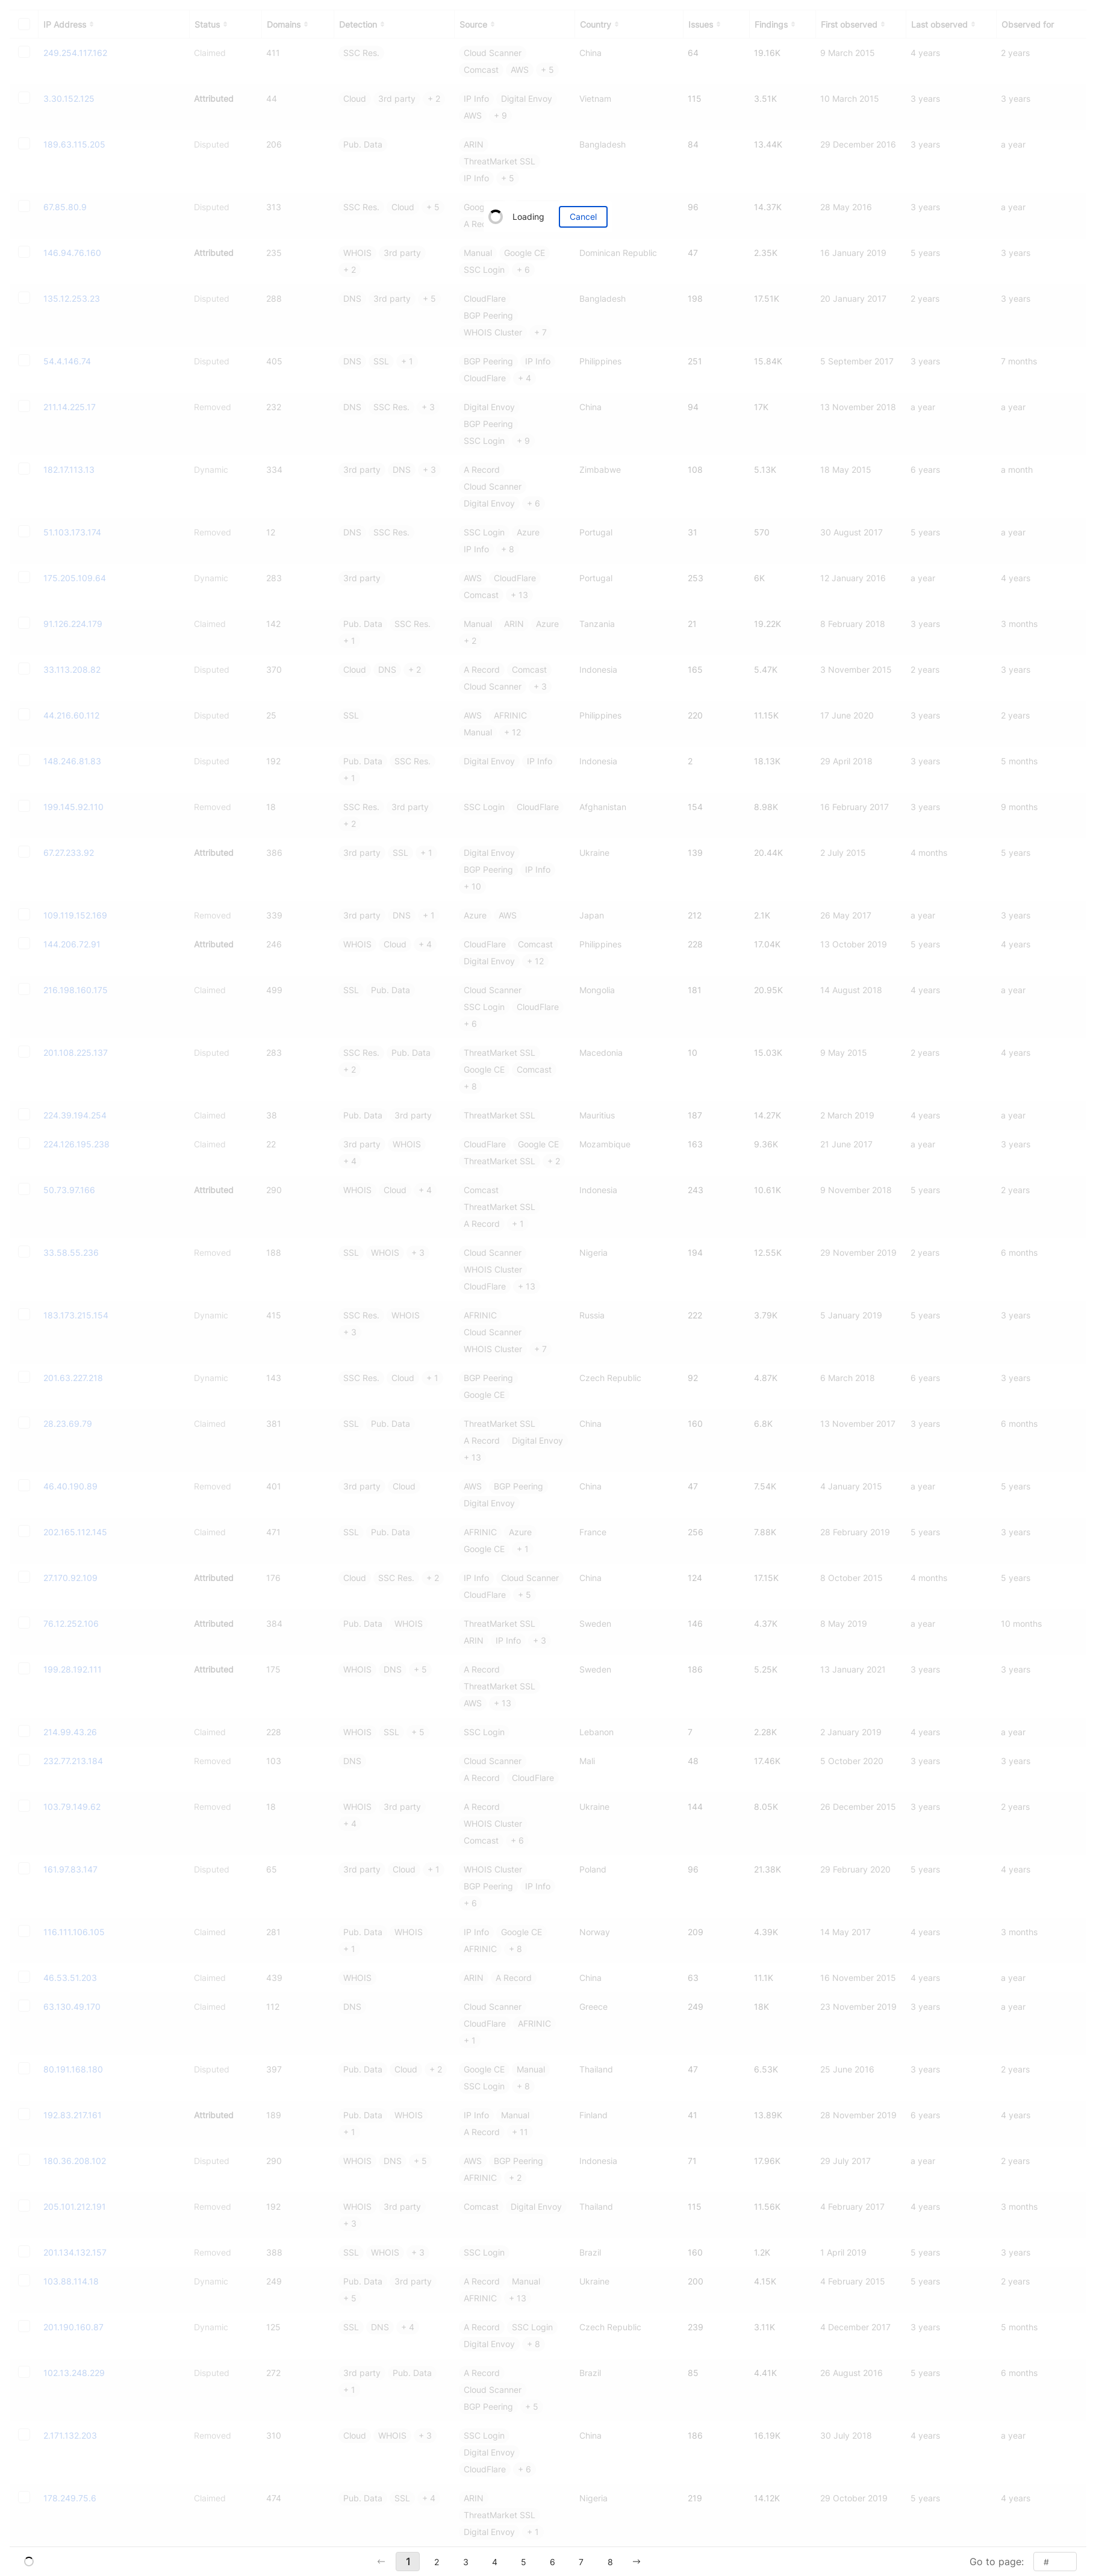 IP Address Status Domains Detection Source Country Issues Findings First observed Last observed Observed for
249.254.117.162 Claimed 411 SSC Res. Cloud Scanner China 64 19.16K 9 March 2015 4 years 2 years
Comcast AWS + 5
3.30.152.125 Attributed 44 Cloud 3rd party + 2 IP Info Digital Envoy Vietnam 115 3.51K 10 March 2015 3 years 3 years
AWS + 9
189.63.115.205 Disputed 206 Pub. Data ARIN Bangladesh 84 13.44K 29 December 2016 3 years a year
ThreatMarket SSL
IP Info + 5
67.85.80.9 Disputed 313 SSC Res. Cloud + 5 Goog 96 14.37K 28 May 2016 3 years a year
Loading Cancel
A Re
146.94.76.160 Attributed 235 WHOIS 3rd party Manual Google CE Dominican Republic 47 2.35K 16 January 2019 5 years 3 years
+ 2 SSC Login + 6
135.12.253.23 Disputed 288 DNS 3rd party + 5 CloudFlare Bangladesh 198 17.51K 20 January 2017 2 years 3 years
BGP Peering
WHOIS Cluster + 7
54.4.146.74 Disputed 405 DNS SSL + 1 BGP Peering IP Info Philippines 251 15.84K 5 September 2017 3 years 7 months
CloudFlare + 4
211.14.225.17 Removed 232 DNS SSC Res. + 3 Digital Envoy China 94 17K 13 November 2018 a year a year
BGP Peering
SSC Login + 9
182.17.113.13 Dynamic 334 3rd party DNS + 3 A Record Zimbabwe 108 5.13K 18 May 2015 6 years a month
Cloud Scanner
Digital Envoy + 6
51.103.173.174 Removed 12 DNS SSC Res. SSC Login Azure Portugal 31 570 30 August 2017 5 years a year
IP Info + 8
175.205.109.64 Dynamic 283 3rd party AWS CloudFlare Portugal 253 6K 12 January 2016 a year 4 years
Comcast + 13
91.126.224.179 Claimed 142 Pub. Data SSC Res. Manual ARIN Azure Tanzania 21 19.22K 8 February 2018 3 years 3 months
+ 1 + 2
33.113.208.82 Disputed 370 Cloud DNS + 2 A Record Comcast Indonesia 165 5.47K 3 November 2015 2 years 3 years
Cloud Scanner + 3
44.216.60.112 Disputed 25 SSL AWS AFRINIC Philippines 220 11.15K 17 June 2020 3 years 2 years
Manual + 12
148.246.81.83 Disputed 192 Pub. Data SSC Res. Digital Envoy IP Info Indonesia 2 18.13K 29 April 2018 3 years 5 months
+ 1
199.145.92.110 Removed 18 SSC Res. 3rd party SSC Login CloudFlare Afghanistan 154 8.98K 16 February 2017 3 years 9 months
+ 2
67.27.233.92 Attributed 386 3rd party SSL + 1 Digital Envoy Ukraine 139 20.44K 2 July 2015 4 months 5 years
BGP Peering IP Info
+ 10
109.119.152.169 Removed 339 3rd party DNS + 1 Azure AWS Japan 212 2.1K 26 May 2017 a year 3 years
144.206.72.91 Attributed 246 WHOIS Cloud + 4 CloudFlare Comcast Philippines 228 17.04K 13 October 2019 5 years 4 years
Digital Envoy + 12
216.198.160.175 Claimed 499 SSL Pub. Data Cloud Scanner Mongolia 181 20.95K 14 August 2018 4 years a year
SSC Login CloudFlare
+ 6
201.108.225.137 Disputed 283 SSC Res. Pub. Data ThreatMarket SSL Macedonia 10 15.03K 9 May 2015 2 years 4 years
+ 2 Google CE Comcast
+ 8
224.39.194.254 Claimed 38 Pub. Data 3rd party ThreatMarket SSL Mauritius 187 14.27K 2 March 2019 4 years a year
224.126.195.238 Claimed 22 3rd party WHOIS CloudFlare Google CE Mozambique 163 9.36K 21 June 2017 a year 3 years
+ 4 ThreatMarket SSL + 2
50.73.97.166 Attributed 290 WHOIS Cloud + 4 Comcast Indonesia 243 10.61K 9 November 2018 5 years 2 years
ThreatMarket SSL
A Record + 1
33.58.55.236 Removed 188 SSL WHOIS + 3 Cloud Scanner Nigeria 194 12.55K 29 November 2019 2 years 6 months
WHOIS Cluster
CloudFlare + 13
183.173.215.154 Dynamic 415 SSC Res. WHOIS AFRINIC Russia 222 3.79K 5 January 2019 5 years 3 years
+ 3 Cloud Scanner
WHOIS Cluster + 7
201.63.227.218 Dynamic 143 SSC Res. Cloud + 1 BGP Peering Czech Republic 92 4.87K 6 March 2018 6 years 3 years
Google CE
28.23.69.79 Claimed 381 SSL Pub. Data ThreatMarket SSL China 160 6.8K 13 November 2017 3 years 6 months
A Record Digital Envoy
+ 13
46.40.190.89 Removed 401 3rd party Cloud AWS BGP Peering China 47 7.54K 4 January 2015 a year 5 years
Digital Envoy
202.165.112.145 Claimed 471 SSL Pub. Data AFRINIC Azure France 256 7.88K 28 February 2019 5 years 3 years
Google CE + 1
27.170.92.109 Attributed 176 Cloud SSC Res. + 2 IP Info Cloud Scanner China 124 17.15K 8 October 2015 4 months 5 years
CloudFlare + 5
76.12.252.106 Attributed 384 Pub. Data WHOIS ThreatMarket SSL Sweden 146 4.37K 8 May 2019 a year 10 months
ARIN IP Info + 3
199.28.192.111 Attributed 175 WHOIS DNS + 5 A Record Sweden 186 5.25K 13 January 2021 3 years 3 years
ThreatMarket SSL
AWS + 13
214.99.43.26 Claimed 228 WHOIS SSL + 5 SSC Login Lebanon 7 2.28K 2 January 2019 4 years a year
232.77.213.184 Removed 103 DNS Cloud Scanner Mali 48 17.46K 5 October 2020 3 years 3 years
A Record CloudFlare
103.79.149.62 Removed 18 WHOIS 3rd party A Record Ukraine 144 8.05K 26 December 2015 3 years 2 years
+ 4 WHOIS Cluster
Comcast + 6
161.97.83.147 Disputed 65 3rd party Cloud + 1 WHOIS Cluster Poland 96 21.38K 29 February 2020 5 years 4 years
BGP Peering IP Info
+ 6
116.111.106.105 Claimed 281 Pub. Data WHOIS IP Info Google CE Norway 209 4.39K 14 May 2017 4 years 3 months
+ 1 AFRINIC + 8
46.53.51.203 Claimed 439 WHOIS ARIN A Record China 63 11.1K 16 November 2015 4 years a year
63.130.49.170 Claimed 112 DNS Cloud Scanner Greece 249 18K 23 November 2019 3 years a year
CloudFlare AFRINIC
+ 1
80.191.168.180 Disputed 397 Pub. Data Cloud + 2 Google CE Manual Thailand 47 6.53K 25 June 2016 3 years 2 years
SSC Login + 8
192.83.217.161 Attributed 189 Pub. Data WHOIS IP Info Manual Finland 41 13.89K 28 November 2019 6 years 4 years
+ 1 A Record + 11
180.36.208.102 Disputed 290 WHOIS DNS + 5 AWS BGP Peering Indonesia 71 17.96K 29 July 2017 a year 2 years
AFRINIC + 2
205.101.212.191 Removed 192 WHOIS 3rd party Comcast Digital Envoy Thailand 115 11.56K 4 February 2017 4 years 3 months
+ 3
201.134.132.157 Removed 388 SSL WHOIS + 3 SSC Login Brazil 160 1.2K 1 April 2019 5 years 3 years
103.88.114.18 Dynamic 249 Pub. Data 3rd party A Record Manual Ukraine 200 4.15K 4 February 2015 5 years 2 years
+ 5 AFRINIC + 13
201.190.160.87 Dynamic 125 SSL DNS + 4 A Record SSC Login Czech Republic 239 3.11K 4 December 2017 3 years 5 months
Digital Envoy + 8
102.13.248.229 Disputed 272 3rd party Pub. Data A Record Brazil 85 4.41K 26 August 2016 5 years 6 months
+ 1 Cloud Scanner
BGP Peering + 5
2.171.132.203 Removed 310 Cloud WHOIS + 3 SSC Login China 186 16.19K 30 July 2018 4 years a year
Digital Envoy
CloudFlare + 6
178.249.75.6 Claimed 474 Pub. Data SSL + 4 ARIN Nigeria 219 14.12K 29 October 2019 5 years 4 years
ThreatMarket SSL
Digital Envoy + 1
← 1 2 3 4 5 6 7 8 → Go to page: #